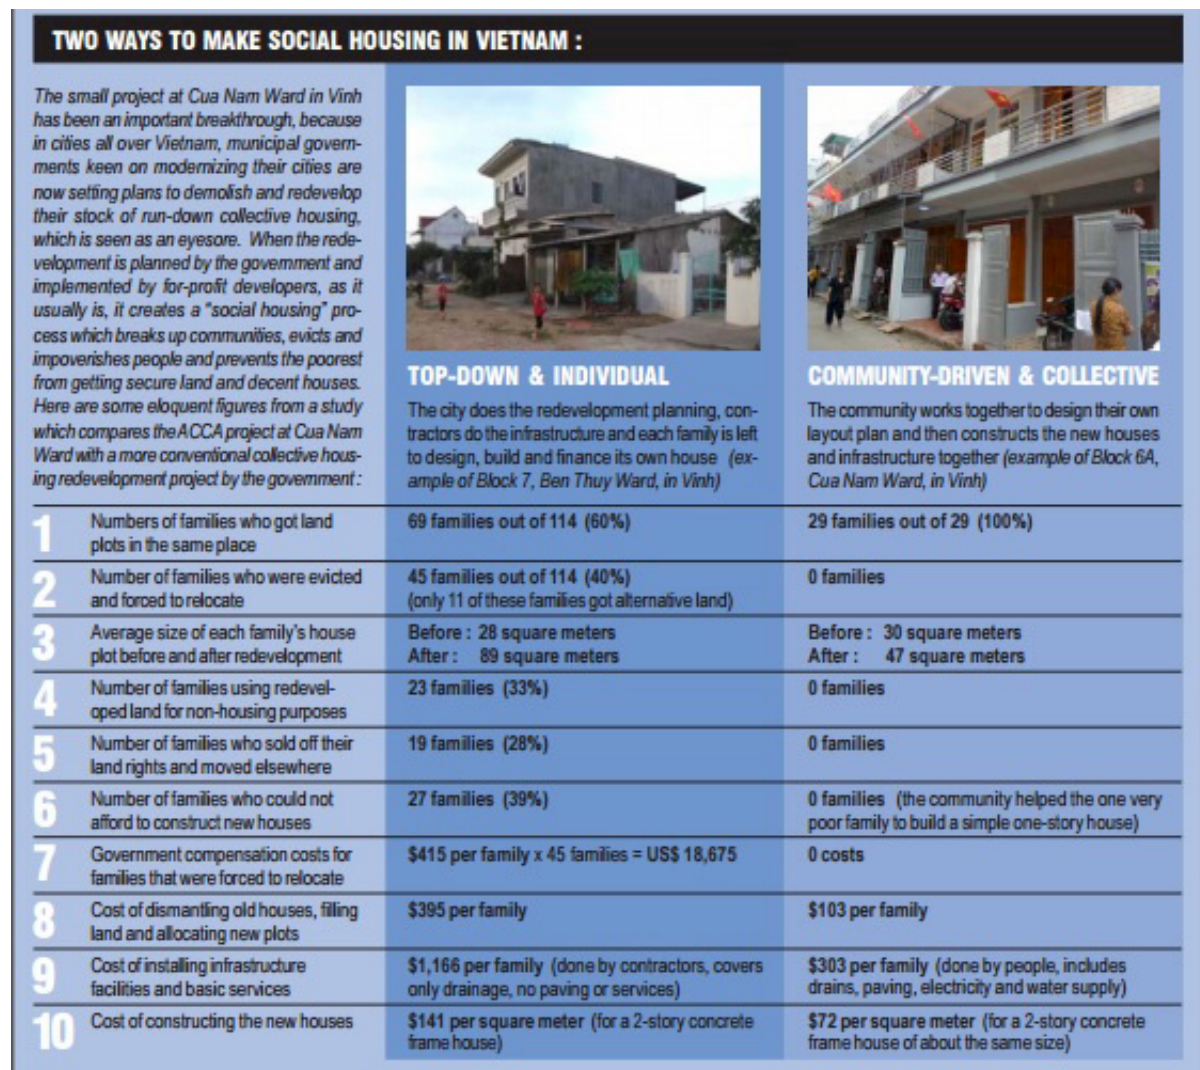 TWO WAYS TO MAKE SOCIAL HOUSING IN VIETNAM :
The small project at Cua Nam Ward in Vinh
has been an important breakthrough, because
in cities all over Vietnam, municipal govern-
ments keen on modernizing their cities are
now setting plans to demolish and redevelop
their stock of run-down collective housing,
which is seen as an eyesore. When the rede-
velopment is planned by the government and
implemented by for-profit developers, as it
usually is, it creates a "social housing" pro-
cess which breaks up communities, evicts and
impoverishes people and prevents the poorest
from getting secure land and decent houses.
Here are some eloquent figures from a study
which compares the ACCA project at Cua Nam
Ward with a more conventional collective hous-
ing redevelopment project by the government :
TOP-DOWN & INDIVIDUAL
The city does the redevelopment planning, con-
tractors do the infrastructure and each family is left
to design, build and finance its own house (ex-
ample of Block 7, Ben Thuy Ward, in Vinh)
COMMUNITY-DRIVEN & COLLECTIVE
The community works together to design their own
layout plan and then constructs the new houses
and infrastructure together (example of Block 6A,
Cua Nam Ward, in Vinh)
1
Numbers of families who got land
plots in the same place
69 families out of 114 (60%)
29 families out of 29 (100%)
2
Number of families who were evicted
and forced to relocate
45 families out of 114 (40%)
(only 11 of these families got alternative land)
0 families
3
Average size of each family's house
plot before and after redevelopment
Before : 28 square meters
After : 89 square meters
Before : 30 square meters
After : 47 square meters
4
Number of families using redevel-
oped land for non-housing purposes
23 families (33%)
0 families
5
Number of families who sold off their
land rights and moved elsewhere
19 families (28%)
0 families
6
Number of families who could not
afford to construct new houses
27 families (39%)
0 families (the community helped the one very
poor family to build a simple one-story house)
7
Government compensation costs for
families that were forced to relocate
$415 per family x 45 families = US$ 18,675
0 costs
8
Cost of dismantling old houses, filling
land and allocating new plots
$395 per family
$103 per family
9
Cost of installing infrastructure
facilities and basic services
$1,166 per family (done by contractors, covers
only drainage, no paving or services)
$303 per family (done by people, includes
drains, paving, electricity and water supply)
10
Cost of constructing the new houses
$141 per square meter (for a 2-story concrete
frame house)
$72 per square meter (for a 2-story concrete
frame house of about the same size)